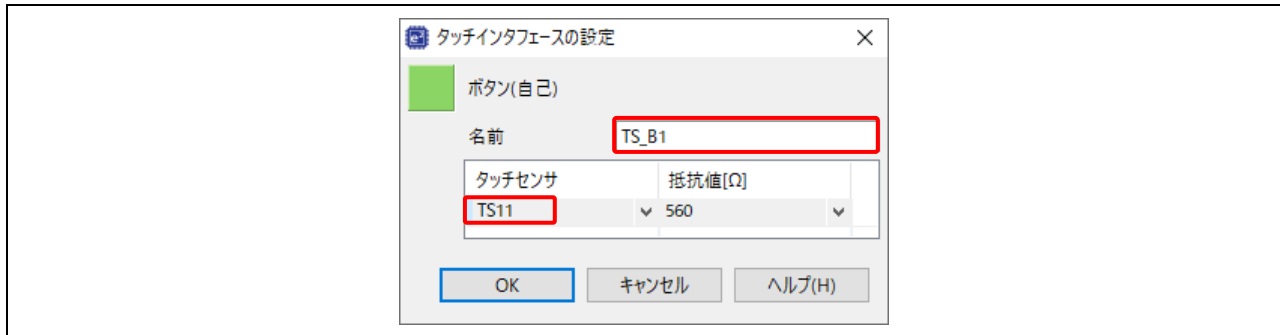 タッチインタフェースの設定
ボタン(自己)
名前 TS_B1
タッチセンサ 抵抗値[Ω]
TS11 560
OK キャンセル ヘルプ(H)